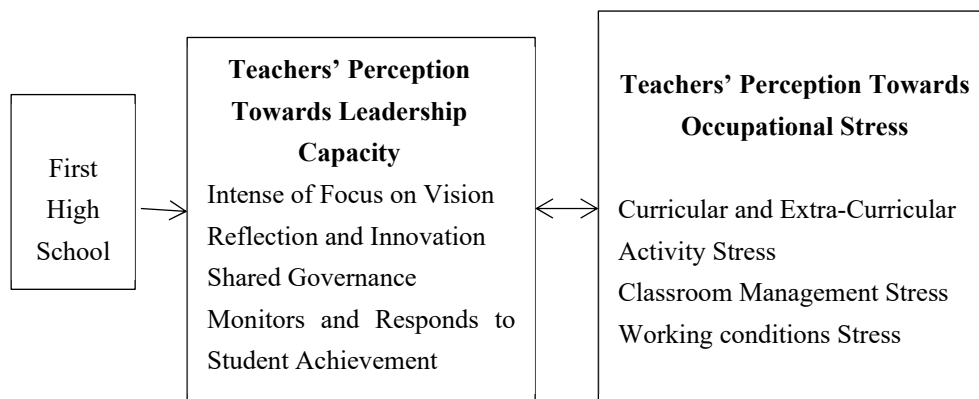 First
High
School
Teachers’ Perception
Towards Leadership
Capacity
Intense of Focus on Vision
Reflection and Innovation
Shared Governance
Monitors and Responds to
Student Achievement
Teachers’ Perception Towards
Occupational Stress
Curricular and Extra-Curricular
Activity Stress
Classroom Management Stress
Working conditions Stress